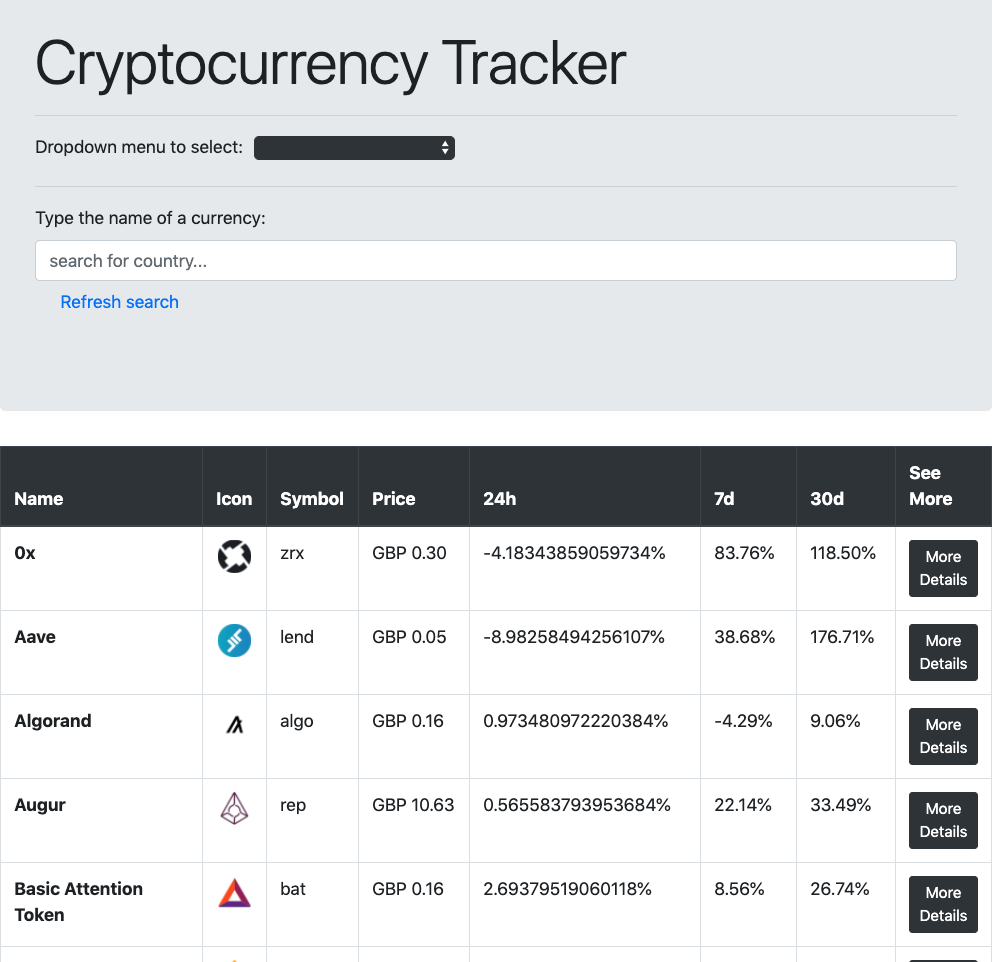 Cryptocurrency Tracker
Dropdown menu to select:
Type the name of a currency:
search for country...
Refresh search
Name Icon Symbol Price 24h 7d 30d See More
0x zrx GBP 0.30 -4.18343859059734% 83.76% 118.50% More Details
Aave lend GBP 0.05 -8.98258494256107% 38.68% 176.71% More Details
Algorand algo GBP 0.16 0.973480972220384% -4.29% 9.06% More Details
Augur rep GBP 10.63 0.565583793953684% 22.14% 33.49% More Details
Basic Attention Token bat GBP 0.16 2.69379519060118% 8.56% 26.74% More Details